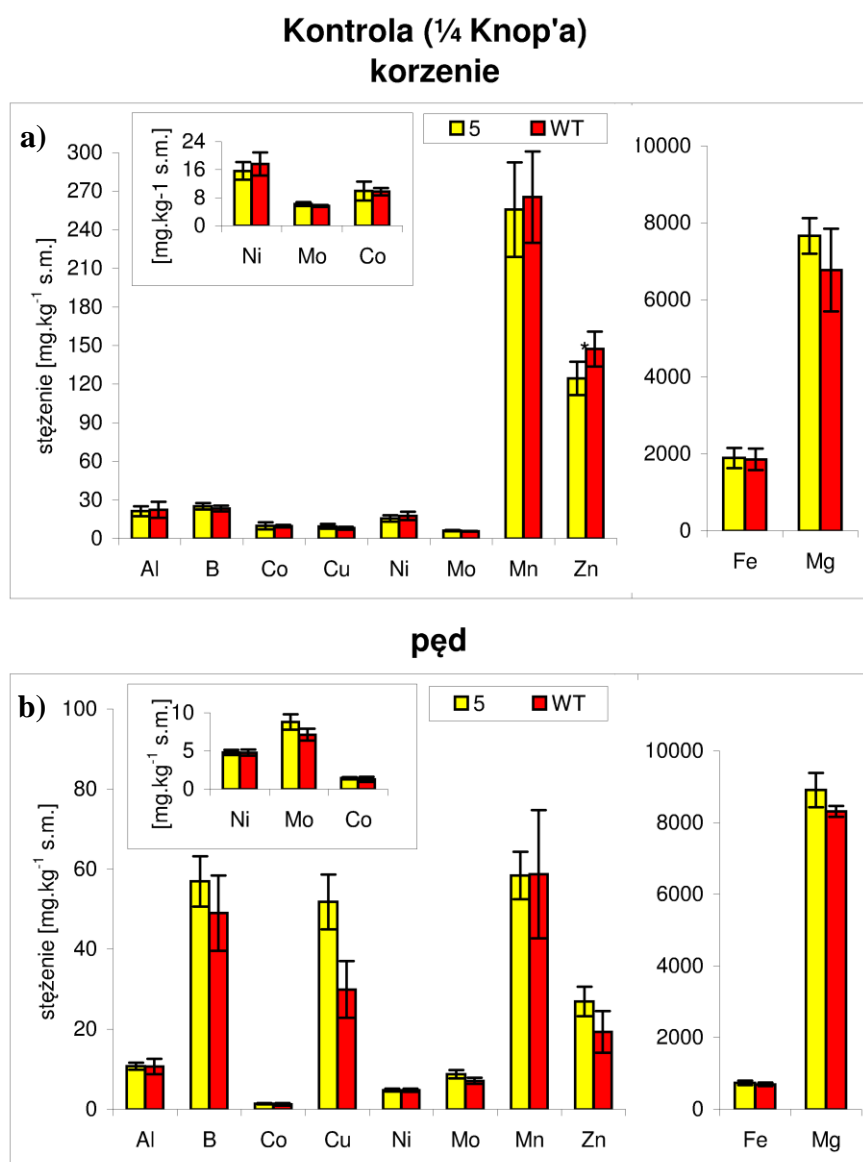 Kontrola (¼ Knop'a)
korzenie
a)
5 WT
stężenie [mg.kg⁻¹ s.m.]
300
270
240
210
180
150
120
90
60
30
0
[mg.kg-1 s.m.]
24
16
8
0
Ni Mo Co
*
Al B Co Cu Ni Mo Mn Zn
10000
8000
6000
4000
2000
0
Fe Mg
pęd
b)
5 WT
stężenie [mg.kg⁻¹ s.m.]
100
80
60
40
20
0
[mg.kg⁻¹ s.m.]
10
5
0
Ni Mo Co
Al B Co Cu Ni Mo Mn Zn
10000
8000
6000
4000
2000
0
Fe Mg